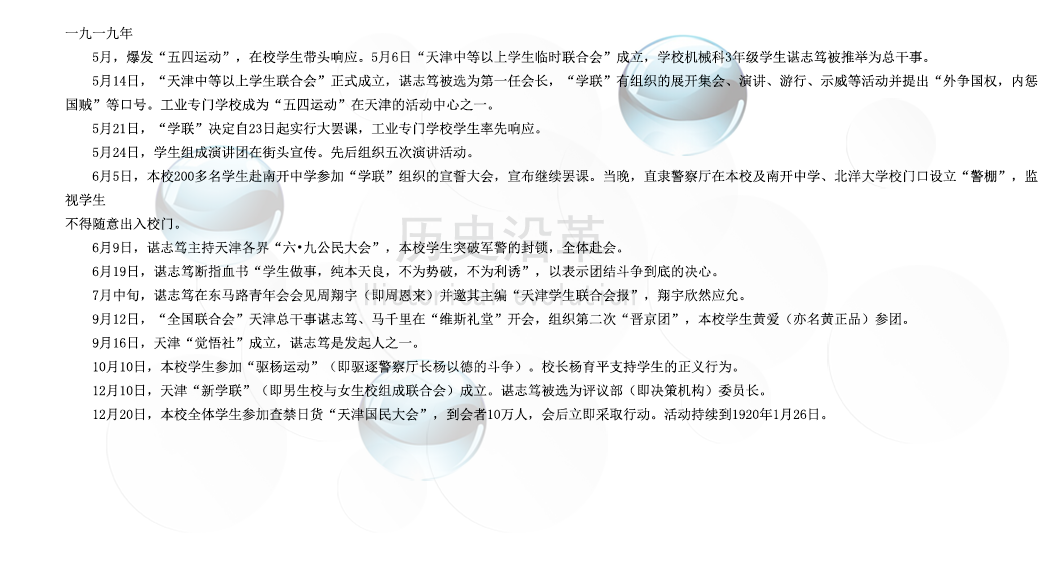 一九一九年
5月，爆发“五四运动”，在校学生带头响应。5月6日“天津中等以上学生临时联合会”成立，学校机械科3年级学生谌志笃被推举为总干事。
5月14日，“天津中等以上学生联合会”正式成立，谌志笃被选为第一任会长，“学联”有组织的展开集会、演讲、游行、示威等活动并提出“外争国权，内惩
国贼”等口号。工业专门学校成为“五四运动”在天津的活动中心之一。
5月21日，“学联”决定自23日起实行大罢课，工业专门学校学生率先响应。
5月24日，学生组成演讲团在街头宣传。先后组织五次演讲活动。
6月5日，本校200多名学生赴南开中学参加“学联”组织的宣誓大会，宣布继续罢课。当晚，直隶警察厅在本校及南开中学、北洋大学校门口设立“警棚”，监
视学生
不得随意出入校门。
历史沿革
6月9日，谌志笃主持天津各界“六•九公民大会”，本校学生突破军警的封锁，全体赴会。
6月19日，谌志笃断指血书“学生做事，纯本天良，不为势破，不为利诱”，以表示团结斗争到底的决心。
7月中旬，谌志笃在东马路青年会会见周翔宇（即周恩来）并邀其主编“天津学生联合会报”，翔宇欣然应允。
Historical evolution
9月12日，“全国联合会”天津总干事谌志笃、马千里在“维斯礼堂”开会，组织第二次“晋京团”，本校学生黄爱（亦名黄正品）参团。
9月16日，天津“觉悟社”成立，谌志笃是发起人之一。
10月10日，本校学生参加“驱杨运动”（即驱逐警察厅长杨以德的斗争）。校长杨育平支持学生的正义行为。
12月10日，天津“新学联”（即男生校与女生校组成联合会）成立。谌志笃被选为评议部（即决策机构）委员长。
12月20日，本校全体学生参加查禁日货“天津国民大会”，到会者10万人，会后立即采取行动。活动持续到1920年1月26日。